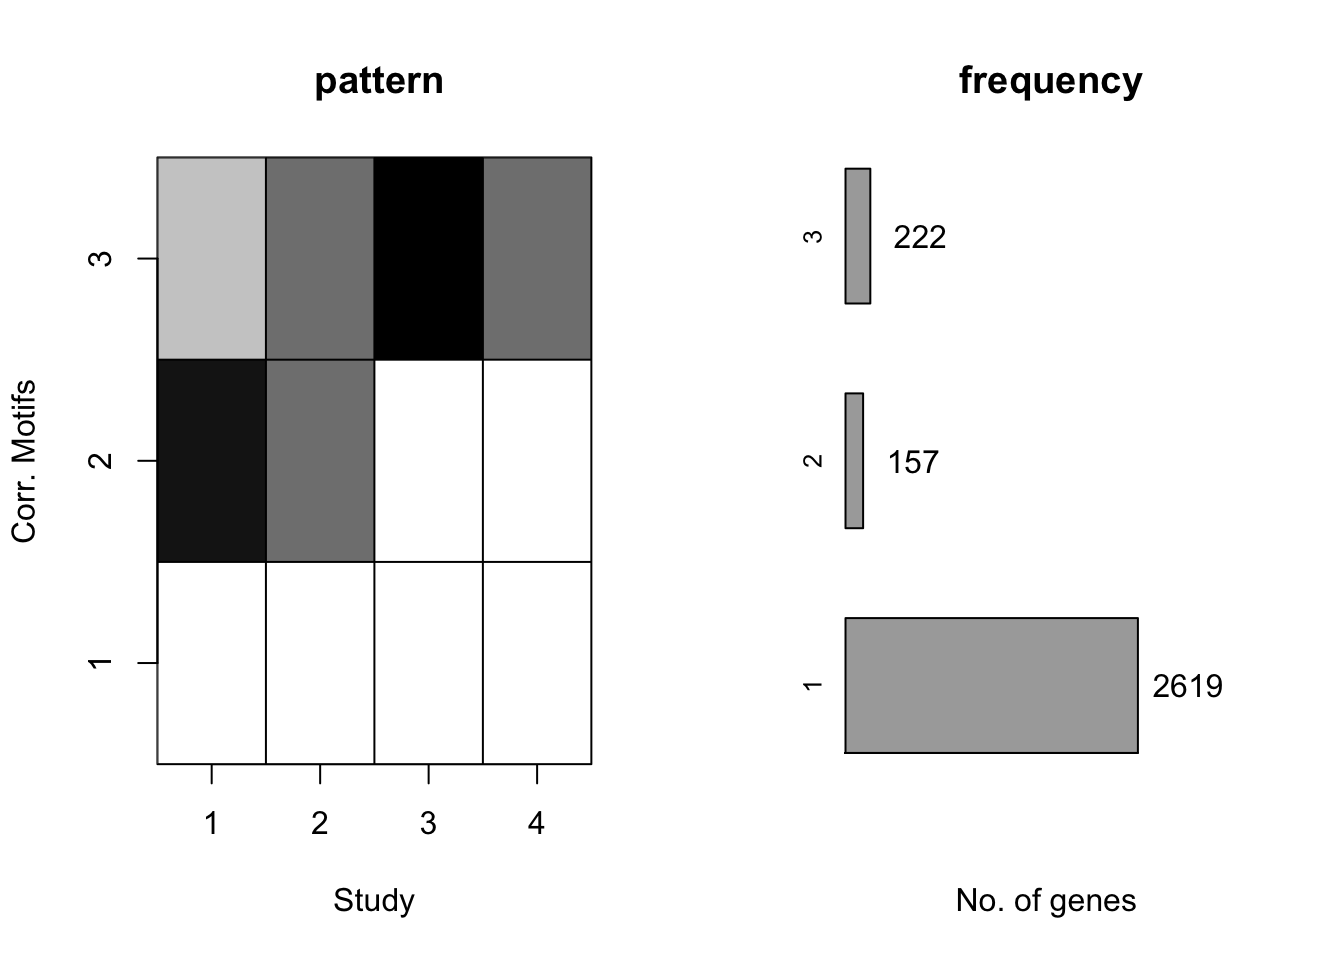 pattern
Corr. Motifs
3
2
1
1 2 3 4
Study
frequency
3
222
2
157
1
2619
No. of genes